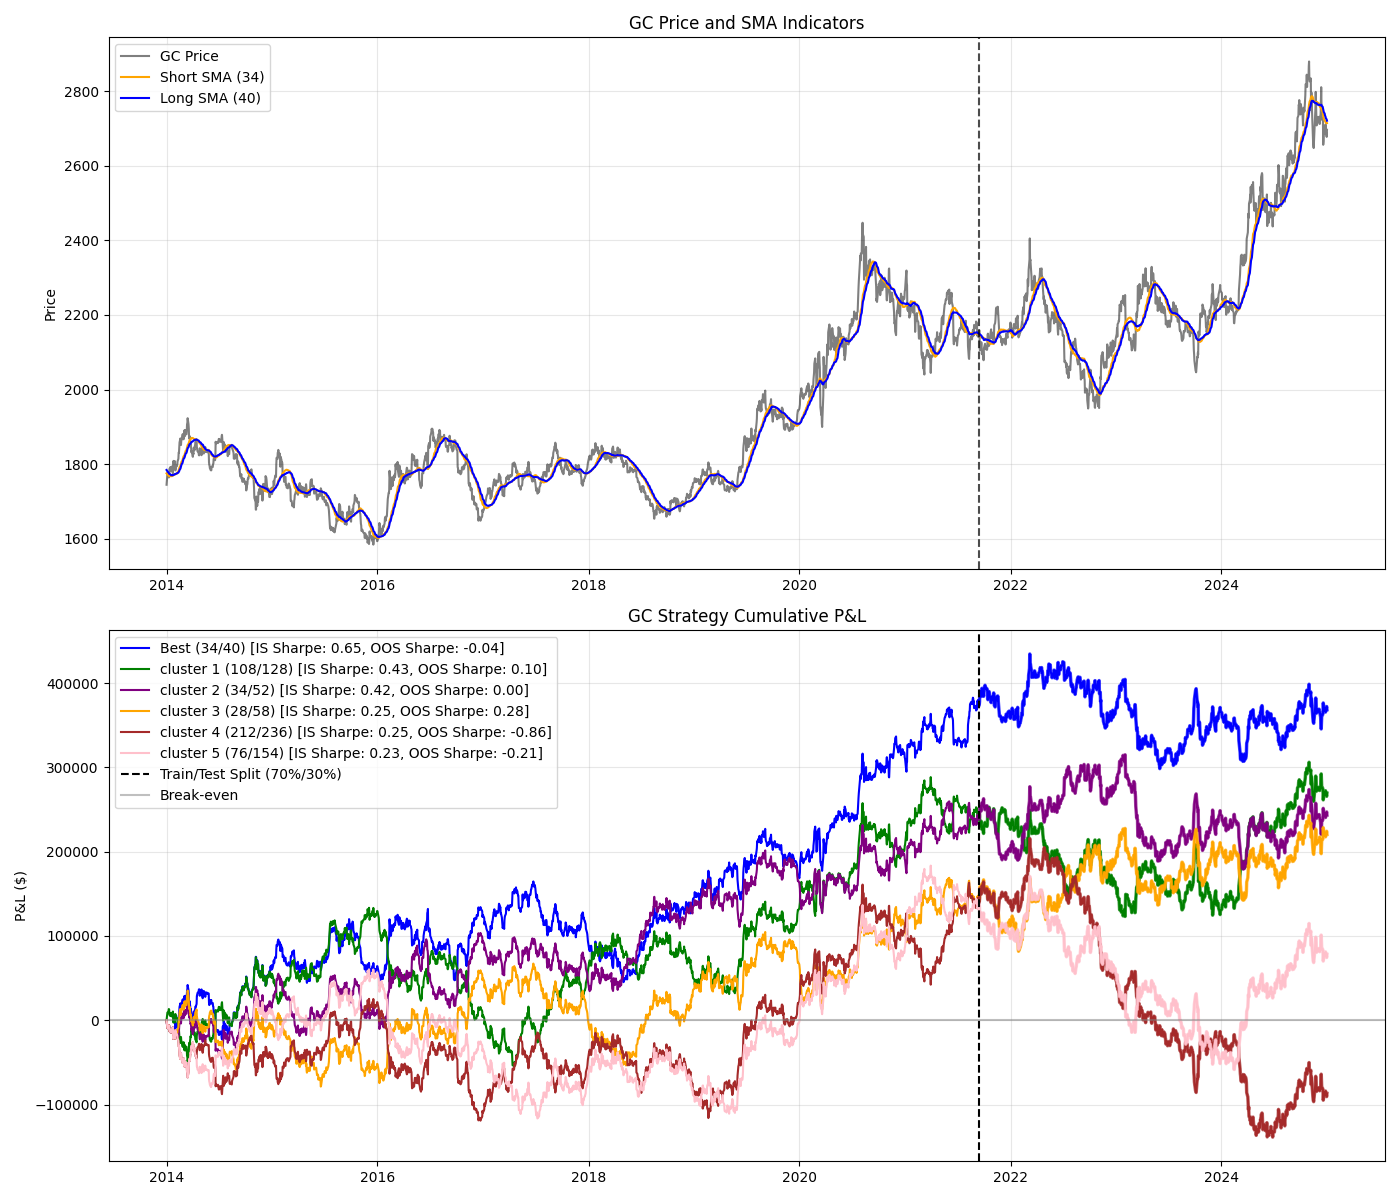 GC Price and SMA Indicators
GC Price
Short SMA (34)
Long SMA (40)
Price
2800
2600
2400
2200
2000
1800
1600
2014
2016
2018
2020
2022
2024
GC Strategy Cumulative P&L
Best (34/40) [IS Sharpe: 0.65, OOS Sharpe: -0.04]
cluster 1 (108/128) [IS Sharpe: 0.43, OOS Sharpe: 0.10]
cluster 2 (34/52) [IS Sharpe: 0.42, OOS Sharpe: 0.00]
cluster 3 (28/58) [IS Sharpe: 0.25, OOS Sharpe: 0.28]
cluster 4 (212/236) [IS Sharpe: 0.25, OOS Sharpe: -0.86]
cluster 5 (76/154) [IS Sharpe: 0.23, OOS Sharpe: -0.21]
Train/Test Split (70%/30%)
Break-even
P&L ($)
400000
300000
200000
100000
0
−100000
2014
2016
2018
2020
2022
2024